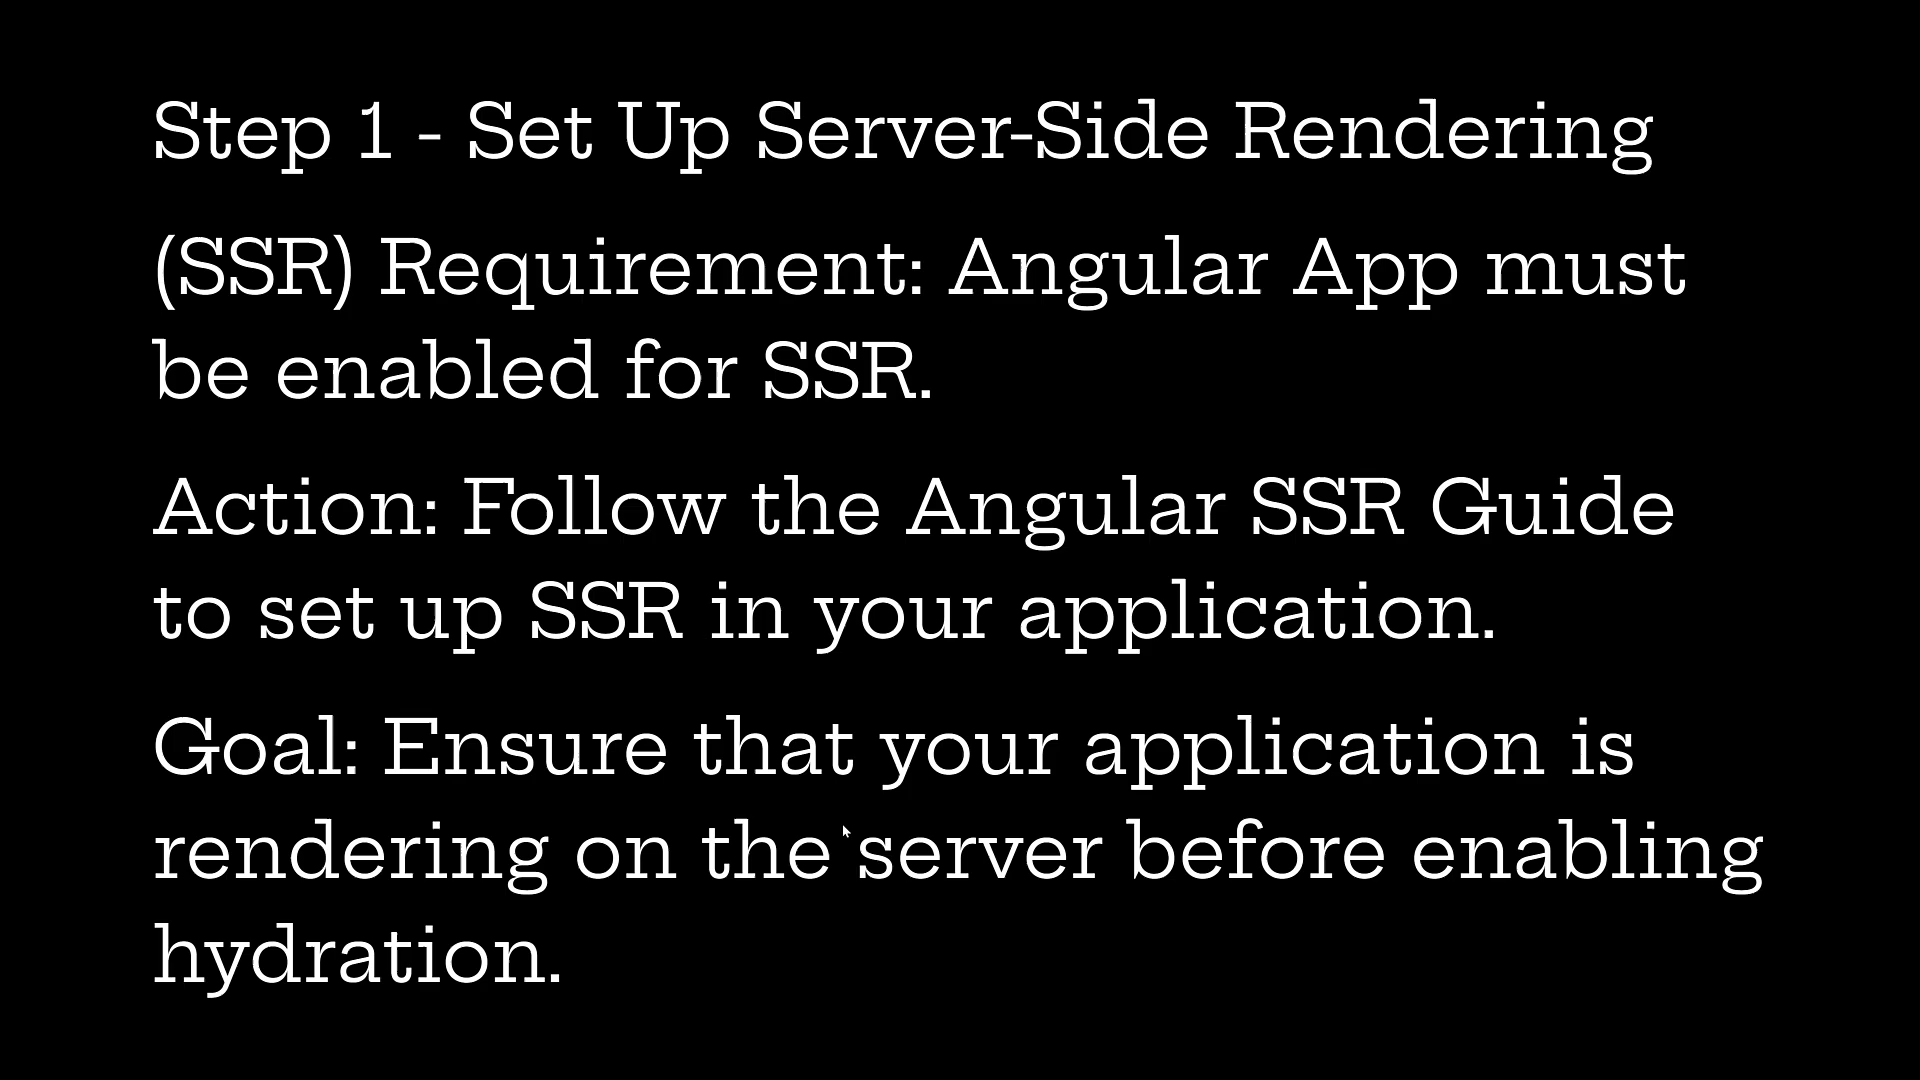 Step 1 - Set Up Server-Side Rendering
(SSR) Requirement: Angular App must
be enabled for SSR.
Action: Follow the Angular SSR Guide
to set up SSR in your application.
Goal: Ensure that your application is
rendering on the server before enabling
hydration.